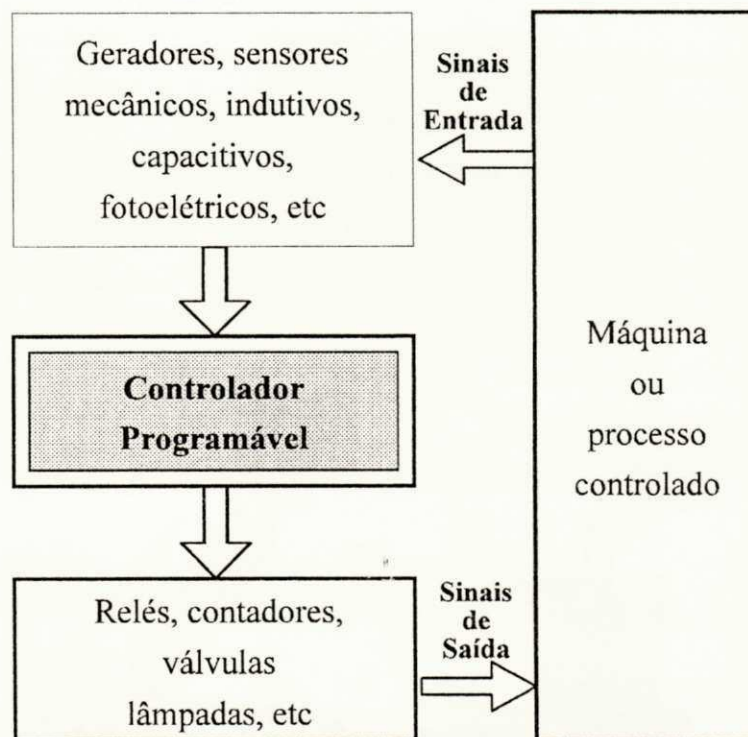 Geradores, sensores
mecânicos, indutivos,
capacitivos,
fotoelétricos, etc
Sinais
de
Entrada
Controlador
Programável
Máquina
ou
processo
controlado
Relés, contadores,
válvulas
lâmpadas, etc
Sinais
de
Saída